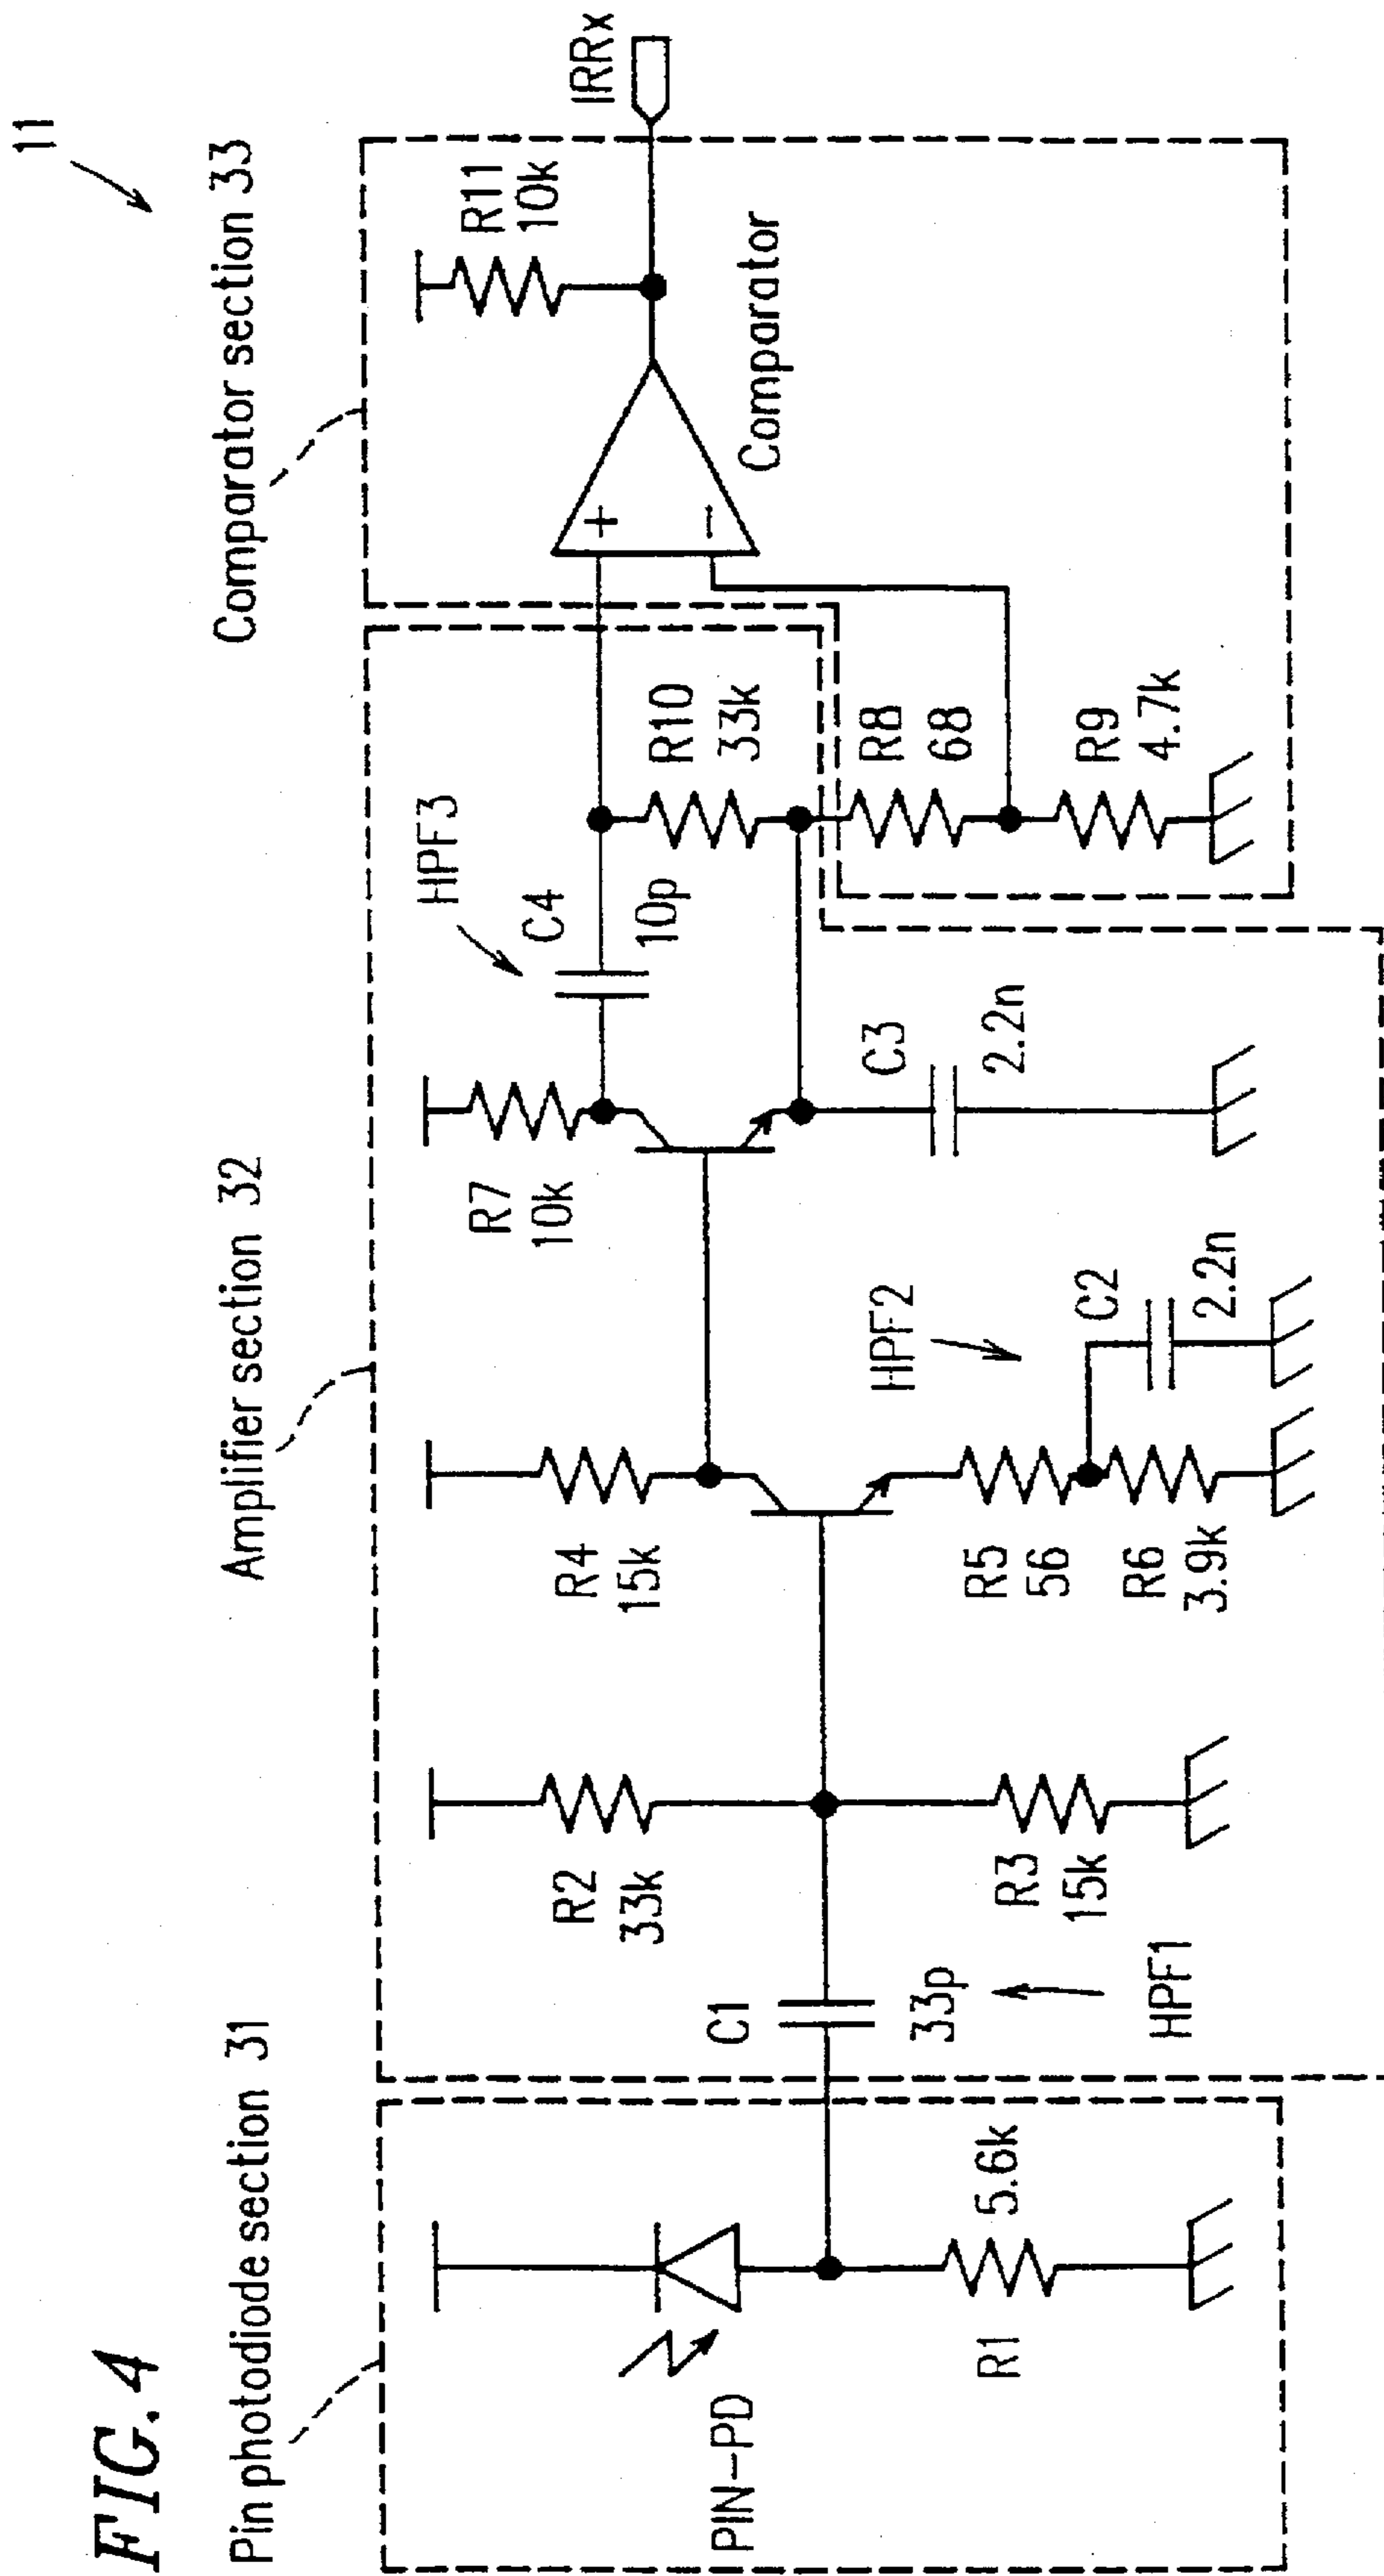 FIG. 4
11
Pin photodiode section 31
Amplifier section 32
Comparator section 33
PIN-PD
R1
5.6k
C1
33p
HPF1
R2
33k
R3
15k
R4
15k
R5
56
R6
3.9k
HPF2
C2
2.2n
R7
10k
C3
2.2n
HPF3
C4
10p
R10
33k
R8
68
R9
4.7k
+
−
Comparator
R11
10k
IRRx